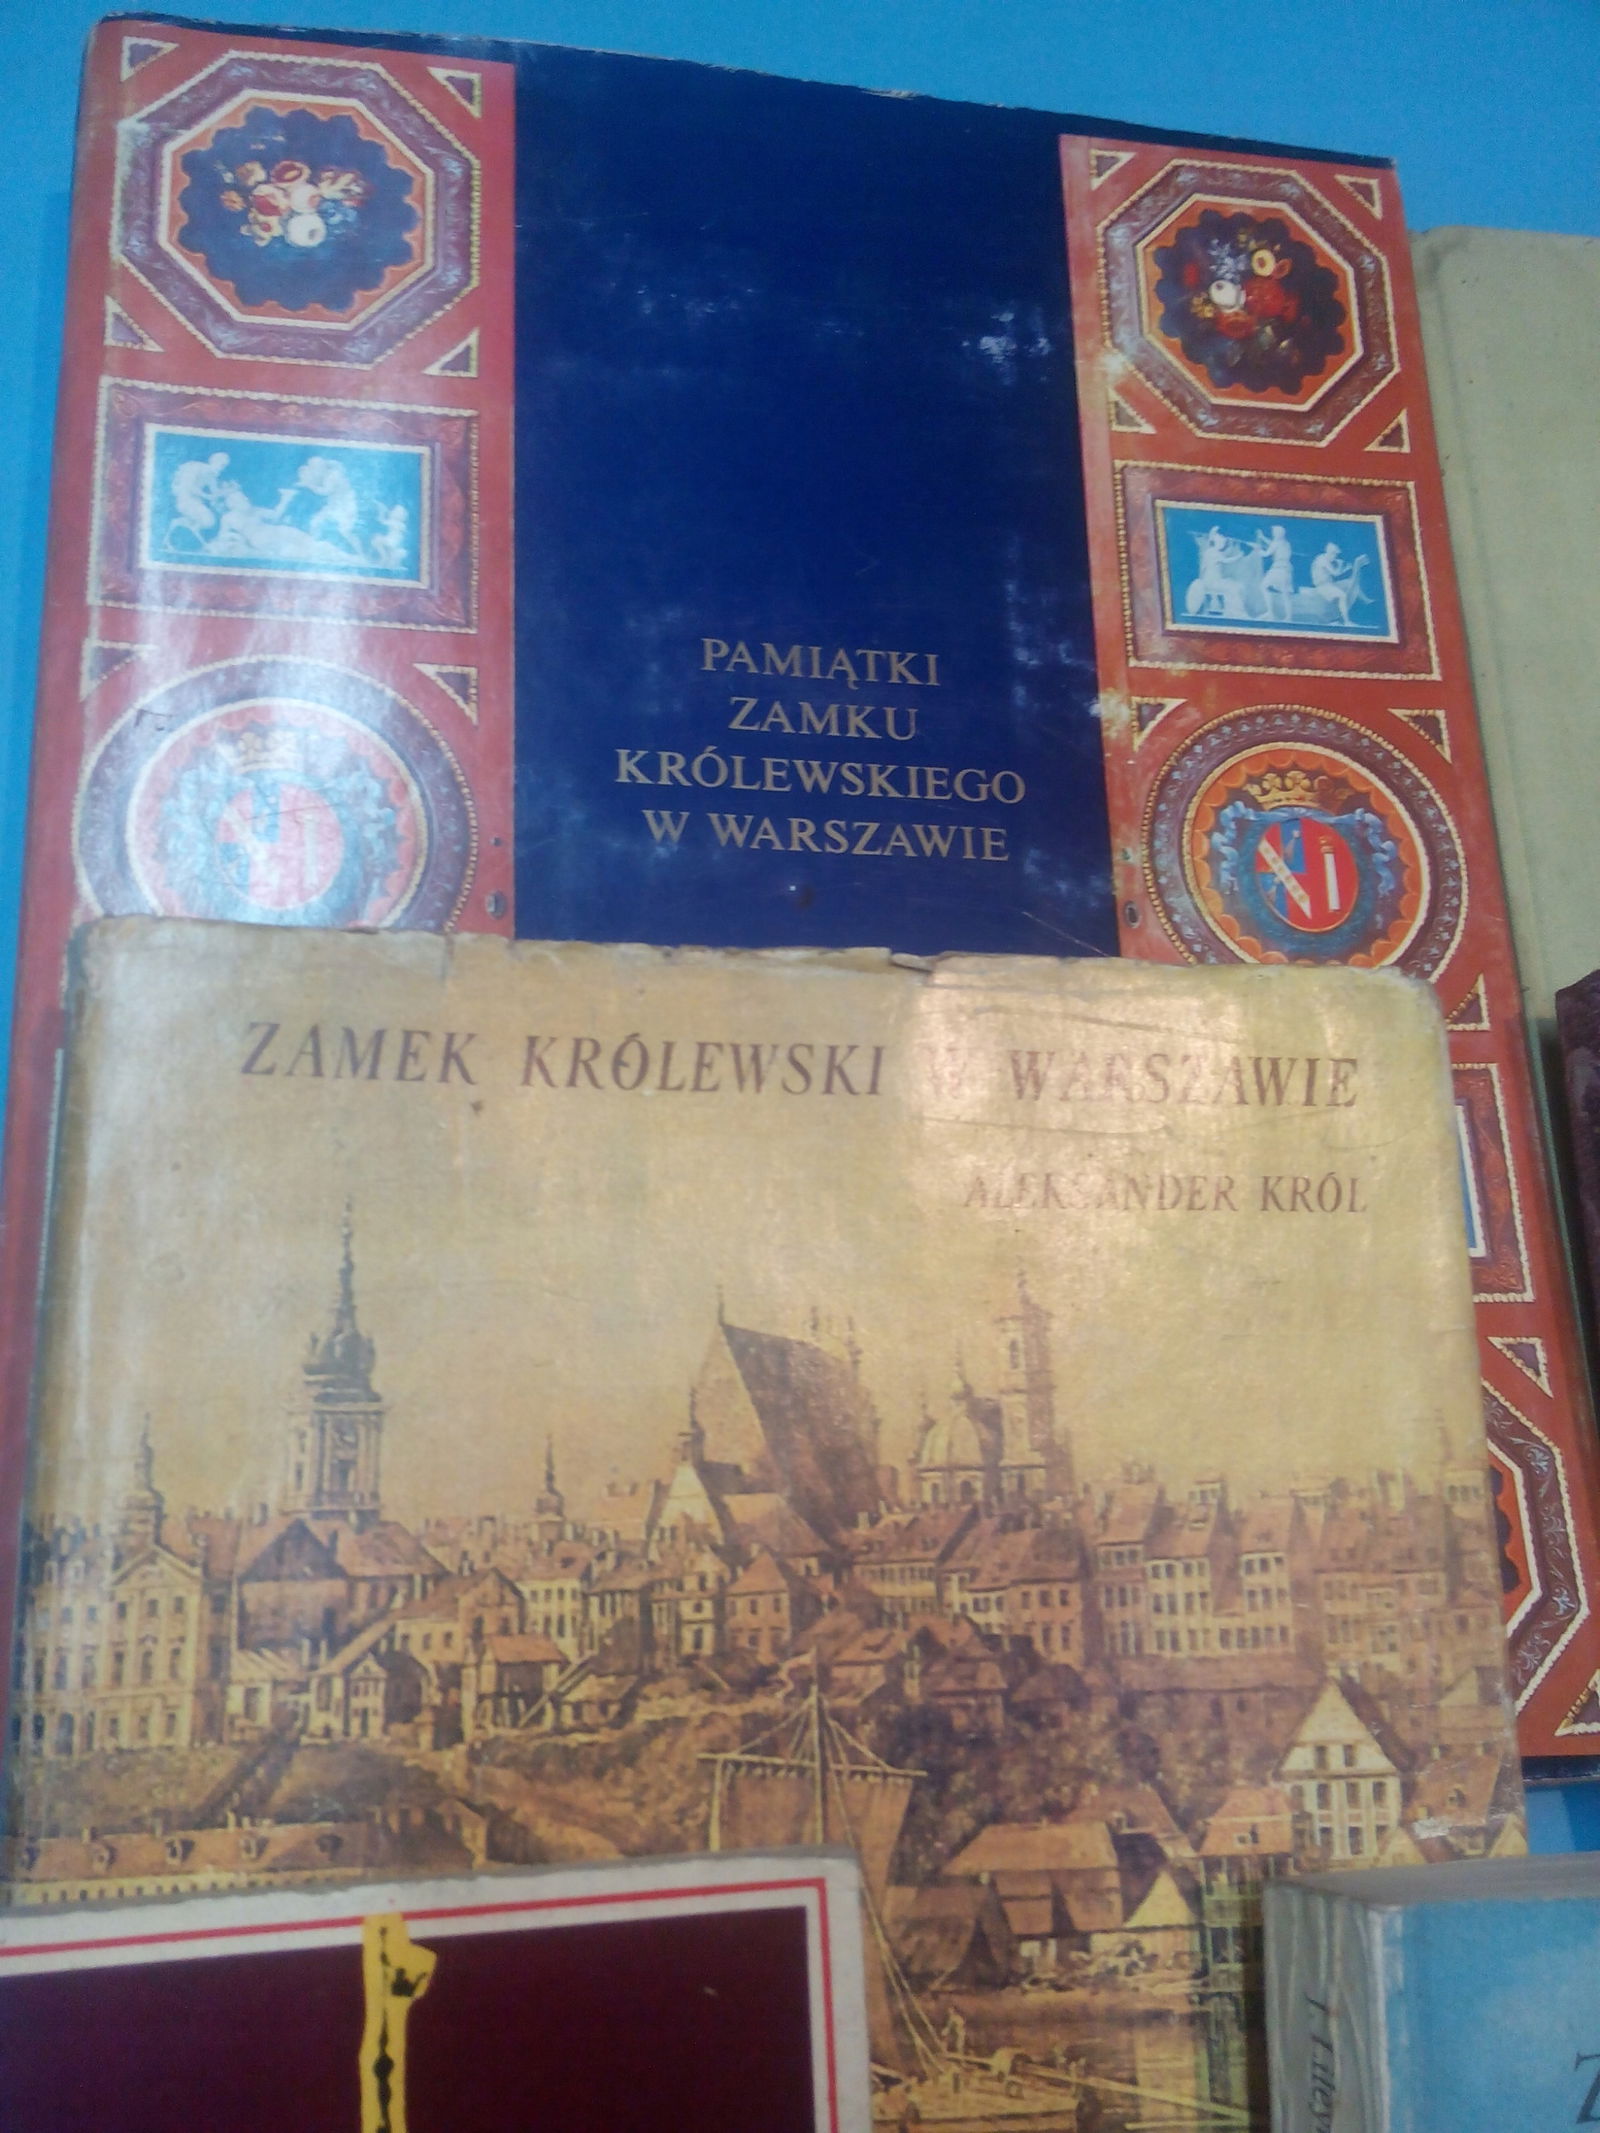 PAMIĄTKI
ZAMKU
KRÓLEWSKIEGO
W WARSZAWIE
ZAMEK KRÓLEWSKI W WARSZAWIE
ALEKSANDER KRÓL